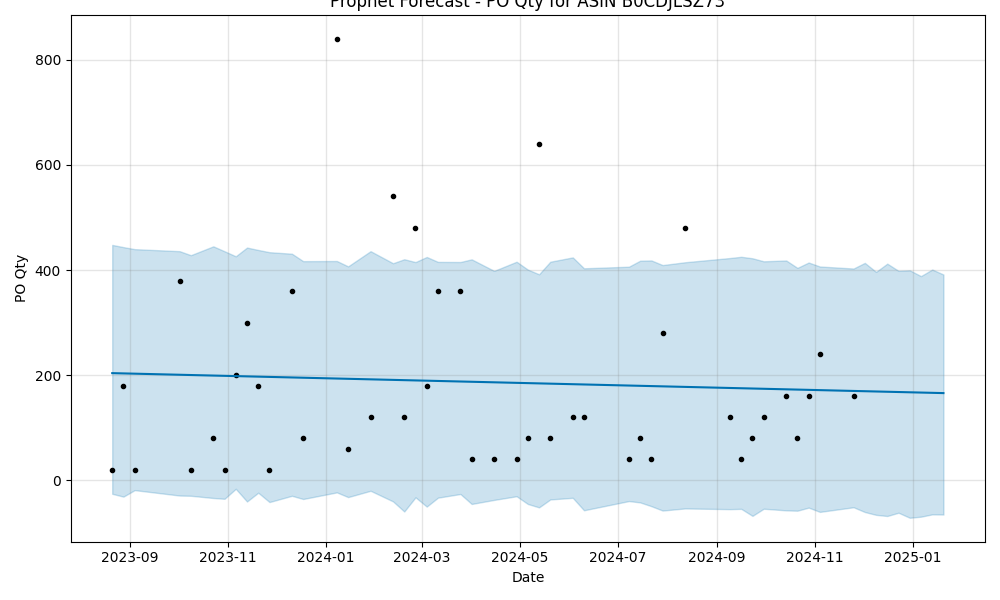 Prophet Forecast - PO Qty for ASIN B0CDJLSZ73
800
600
400
200
0
PO Qty
2023-09 2023-11 2024-01 2024-03 2024-05 2024-07 2024-09 2024-11 2025-01
Date